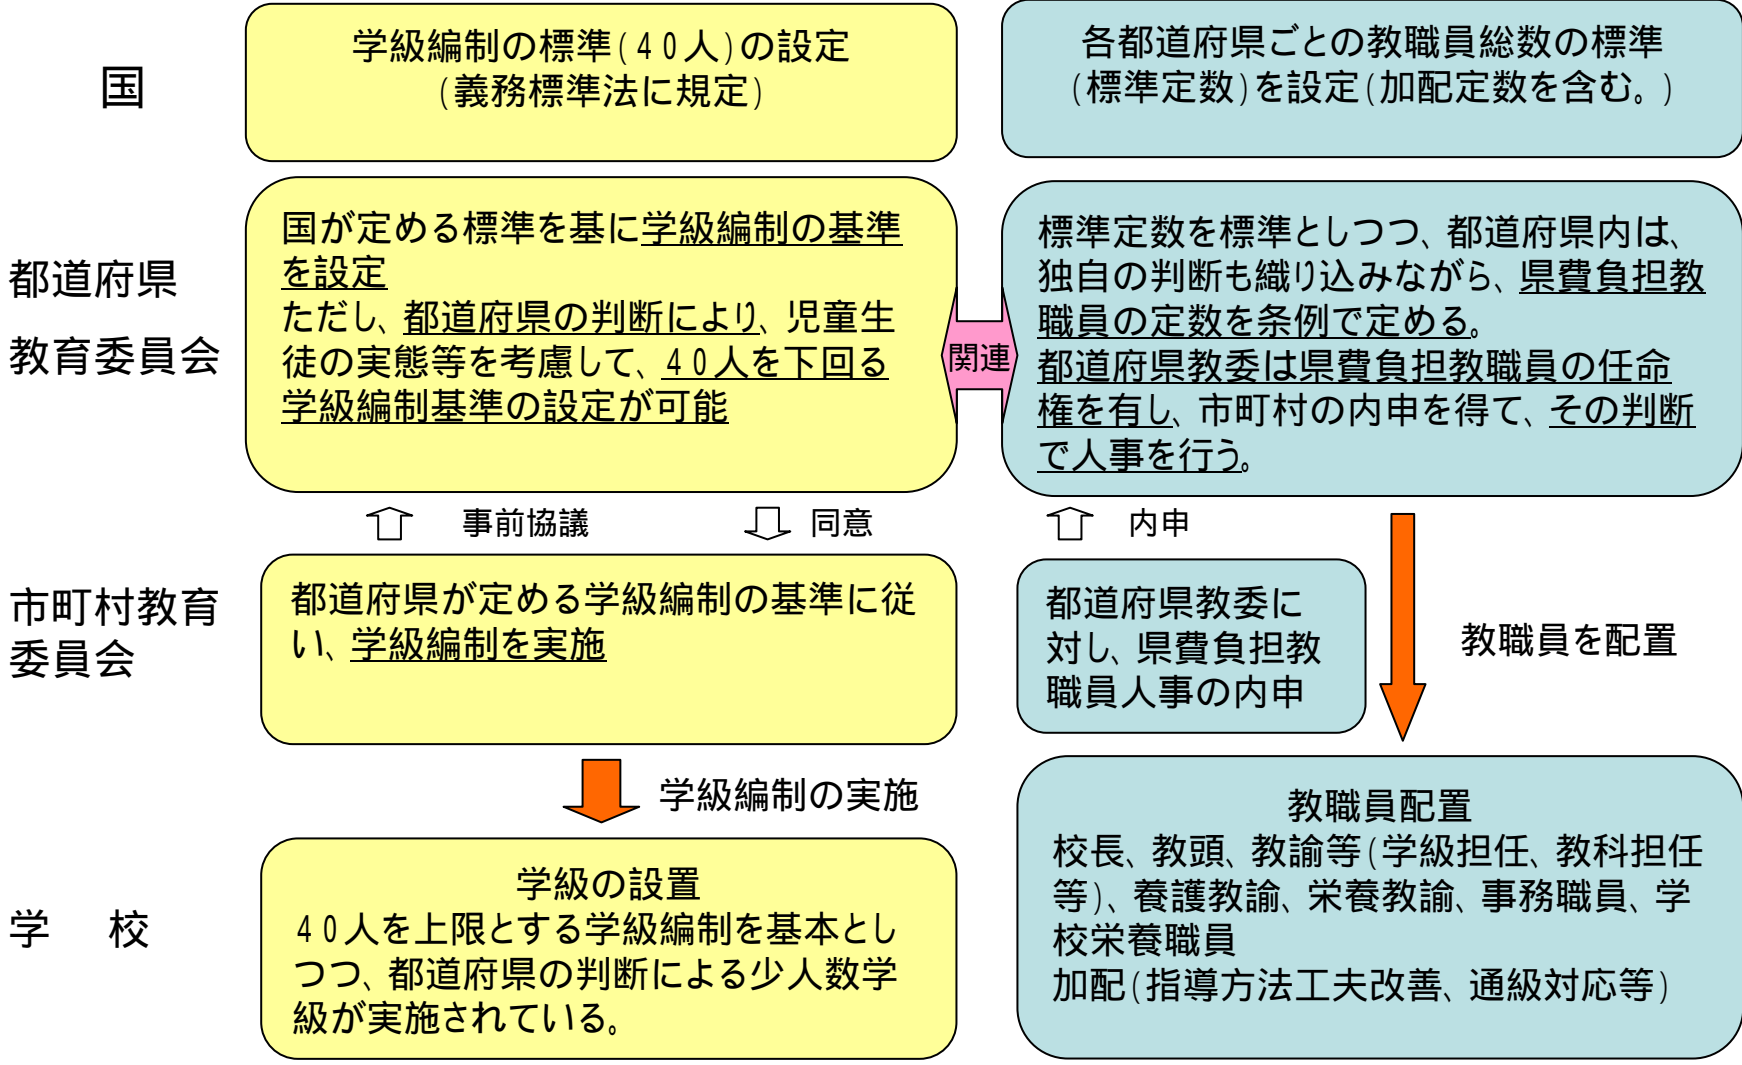 国
学級編制の標準(40人)の設定
(義務標準法に規定)
各都道府県ごとの教職員総数の標準
(標準定数)を設定(加配定数を含む。)
都道府県
教育委員会
国が定める標準を基に学級編制の基準
を設定
ただし、都道府県の判断により、児童生
徒の実態等を考慮して、40人を下回る
学級編制基準の設定が可能
関連
標準定数を標準としつつ、都道府県内は、
独自の判断も織り込みながら、県費負担教
職員の定数を条例で定める。
都道府県教委は県費負担教職員の任命
権を有し、市町村の内申を得て、その判断
で人事を行う。
事前協議
同意
内申
市町村教育
委員会
都道府県が定める学級編制の基準に従
い、学級編制を実施
都道府県教委に
対し、県費負担教
職員人事の内申
教職員を配置
学級編制の実施
学 校
学級の設置
40人を上限とする学級編制を基本とし
つつ、都道府県の判断による少人数学
級が実施されている。
教職員配置
校長、教頭、教諭等(学級担任、教科担任
等)、養護教諭、栄養教諭、事務職員、学
校栄養職員
加配(指導方法工夫改善、通級対応等)